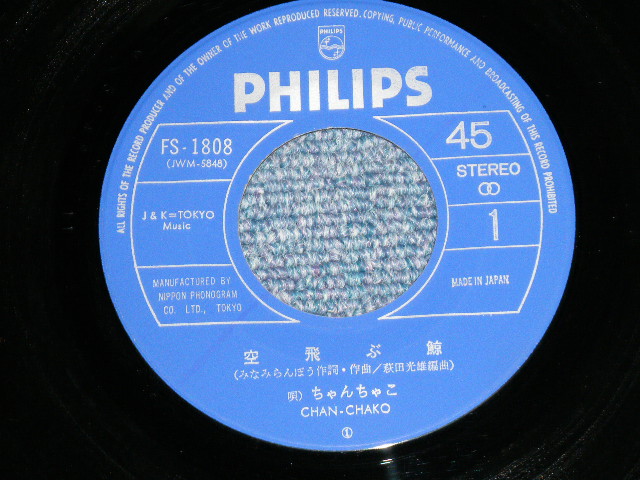 ALL RIGHTS OF THE RECORD PRODUCER AND OF THE OWNER OF THE WORK REPRODUCED RESERVED. COPYING, PUBLIC PERFORMANCE AND BROADCASTING OF THIS RECORD PROHIBITED
PHILIPS
PHILIPS
FS-1808
(JWM-5848)
45
STEREO
J & K=TOKYO
Music
1
MANUFACTURED BY
NIPPON PHONOGRAM
CO. LTD., TOKYO
MADE IN JAPAN
空飛ぶ鯨
(みなみらんぼう作詞・作曲/萩田光雄編曲)
唄) ちゃんちゃこ
CHAN-CHAKO
①